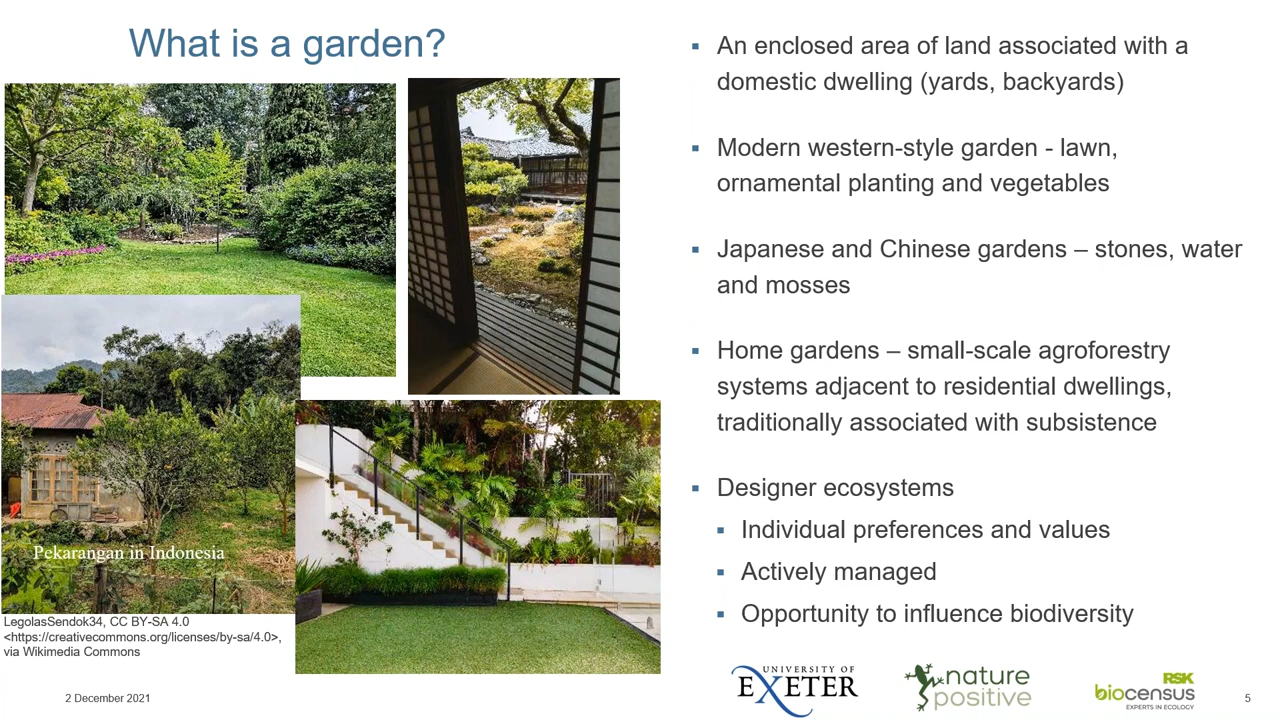 What is a garden?
▪ An enclosed area of land associated with a
domestic dwelling (yards, backyards)
▪ Modern western-style garden - lawn,
ornamental planting and vegetables
▪ Japanese and Chinese gardens – stones, water
and mosses
▪ Home gardens – small-scale agroforestry
systems adjacent to residential dwellings,
traditionally associated with subsistence
▪ Designer ecosystems
▪ Individual preferences and values
▪ Actively managed
▪ Opportunity to influence biodiversity
Pekarangan in Indonesia
LegolasSendok34, CC BY-SA 4.0
<https://creativecommons.org/licenses/by-sa/4.0>,
via Wikimedia Commons
2 December 2021
UNIVERSITY OF
EXETER
nature
positive
RSK
biocensus
EXPERTS IN ECOLOGY
5